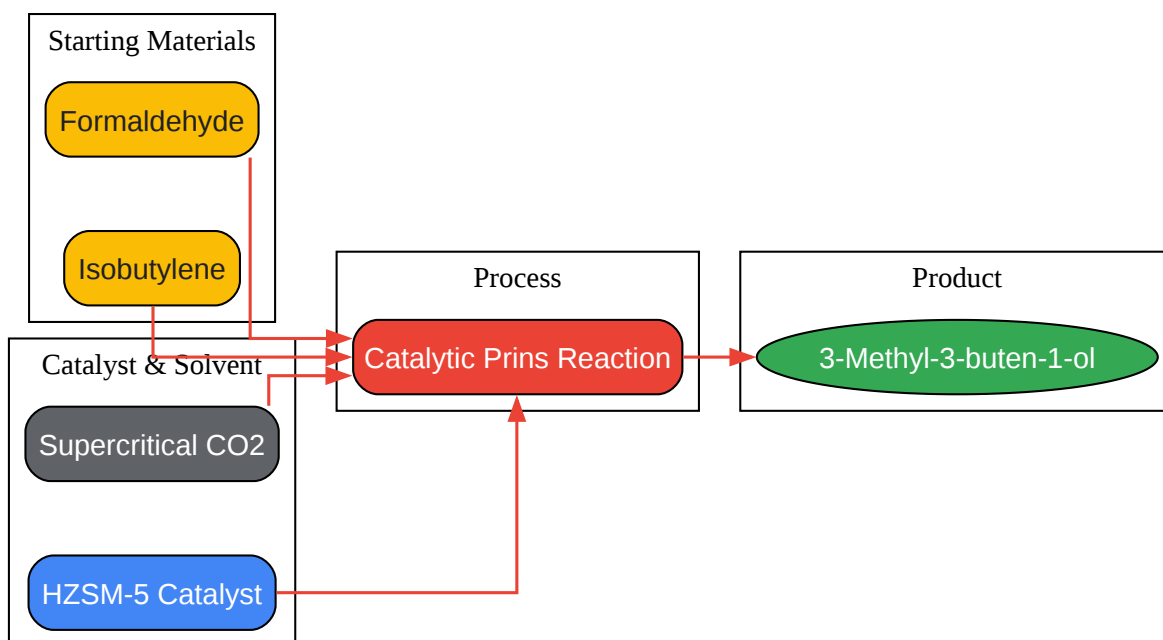 Starting Materials
Formaldehyde
Isobutylene
Catalyst & Solvent
Supercritical CO2
HZSM-5 Catalyst
Process
Catalytic Prins Reaction
Product
3-Methyl-3-buten-1-ol